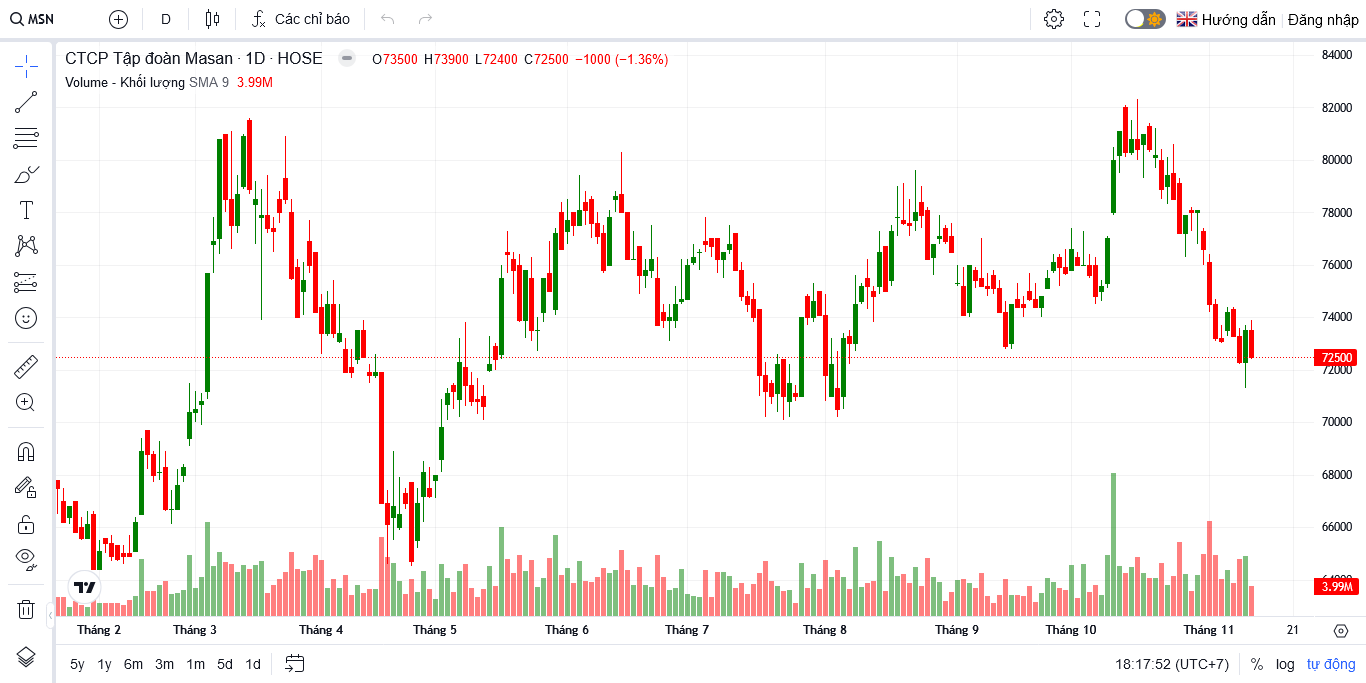 MSN D Các chỉ báo Hướng dẫn Đăng nhập
CTCP Tập đoàn Masan · 1D · HOSE O73500 H73900 L72400 C72500 −1000 (−1.36%)
Volume - Khối lượng SMA 9 3.99M
84000
82000
80000
78000
76000
74000
72500
72000
70000
68000
66000
64000
3.99M
Tháng 2 Tháng 3 Tháng 4 Tháng 5 Tháng 6 Tháng 7 Tháng 8 Tháng 9 Tháng 10 Tháng 11 21
5y 1y 6m 3m 1m 5d 1d 18:17:52 (UTC+7) % log tự động